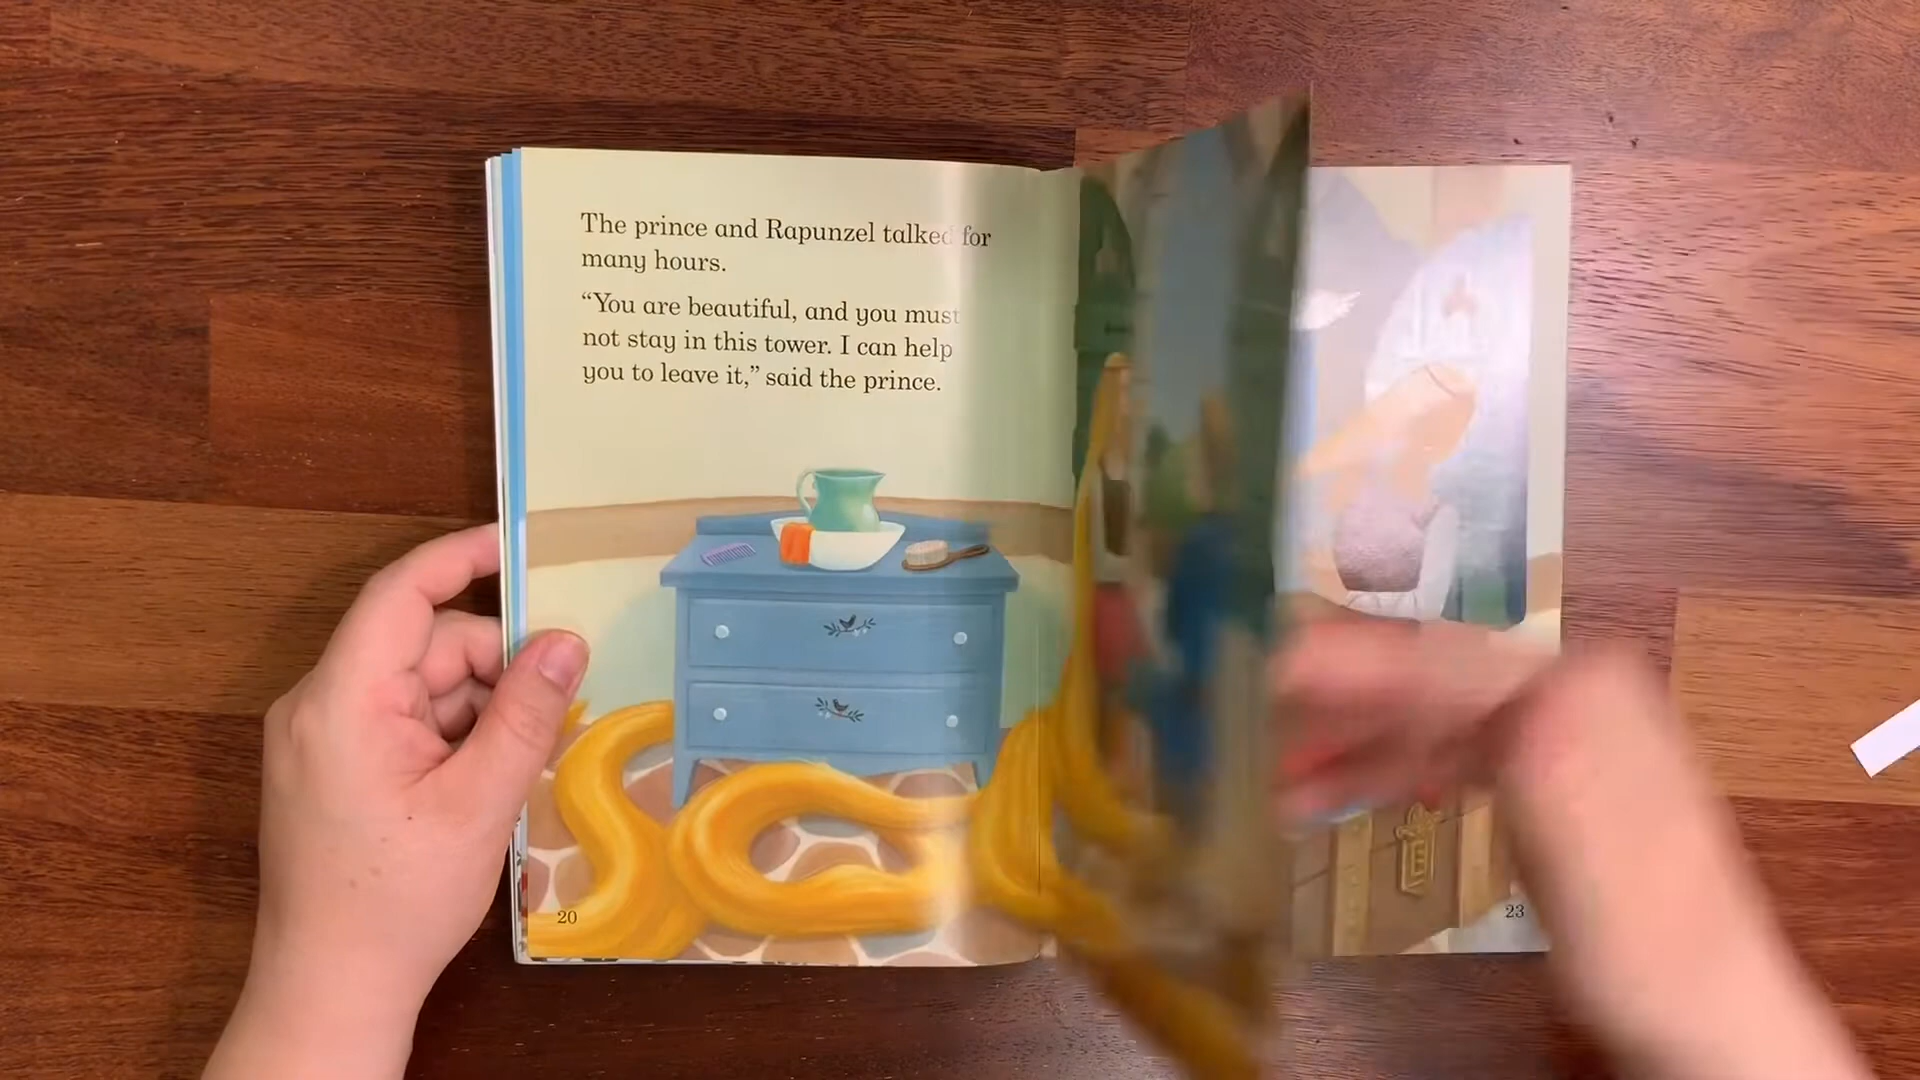 The prince and Rapunzel talked for
many hours.
“You are beautiful, and you must
not stay in this tower. I can help
you to leave it,” said the prince.
20
23